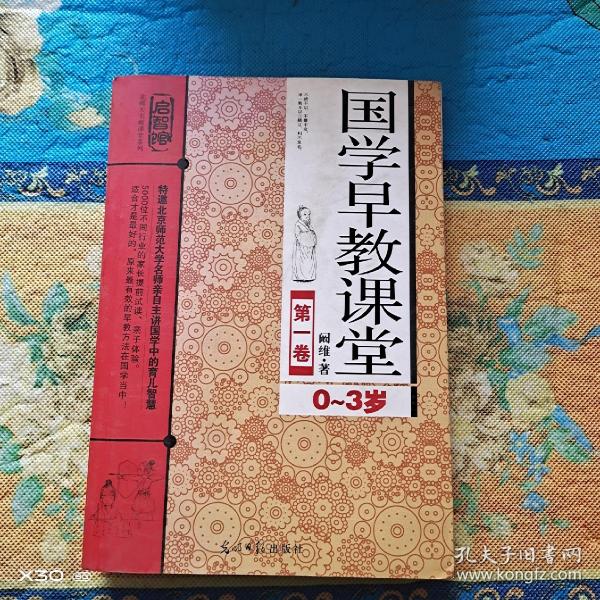 国学早教课堂
第一卷
阚维·著
0~3岁
启智馆
特邀北京师范大学名师亲自主讲国学中的育儿智慧
5000位不同行业的家长提前试读、亲子体验。
适合才是最好的，原来最有效的早教方法在国学当中！
光明日报出版社
X30
孔夫子旧书网
www.kongfz.com